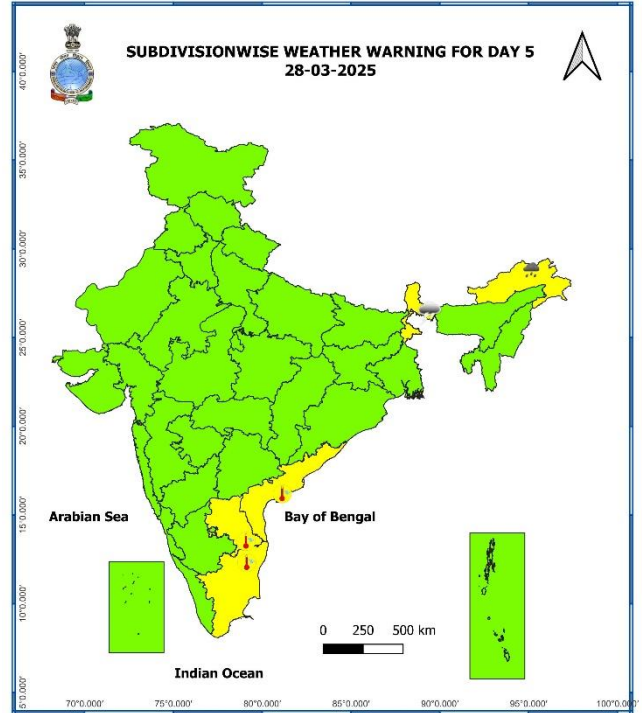 SUBDIVISIONWISE WEATHER WARNING FOR DAY 5
28-03-2025
40°0.000'
35°0.000'
30°0.000'
25°0.000'
20°0.000'
15°0.000'
10°0.000'
5°0.000'
Arabian Sea
Bay of Bengal
0 250 500 km
Indian Ocean
70°0.000' 75°0.000' 80°0.000' 85°0.000' 90°0.000' 95°0.000' 100°0.000'